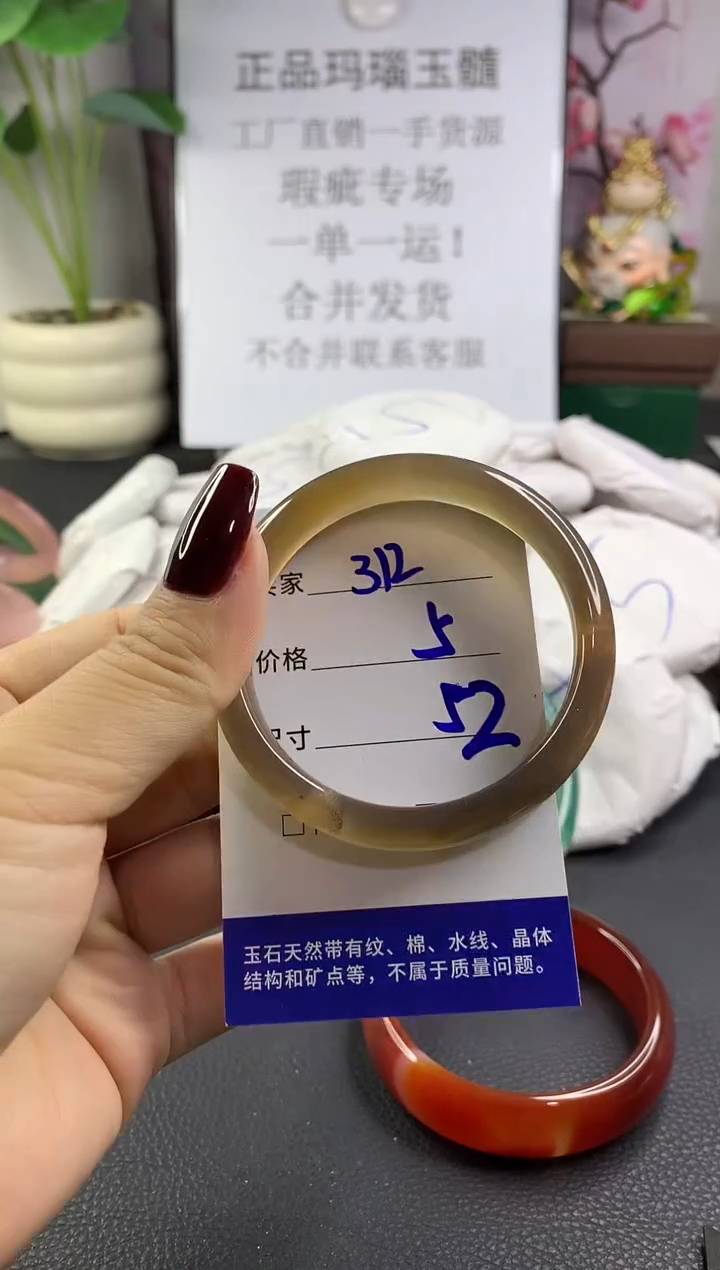 正品玛瑙玉髓
工厂直销一手货源
瑕疵专场
一单一运！
合并发货
不合并联系客服
家 312
价格 5
寸 52
玉石天然带有纹、棉、水线、晶体
结构和矿点等，不属于质量问题。